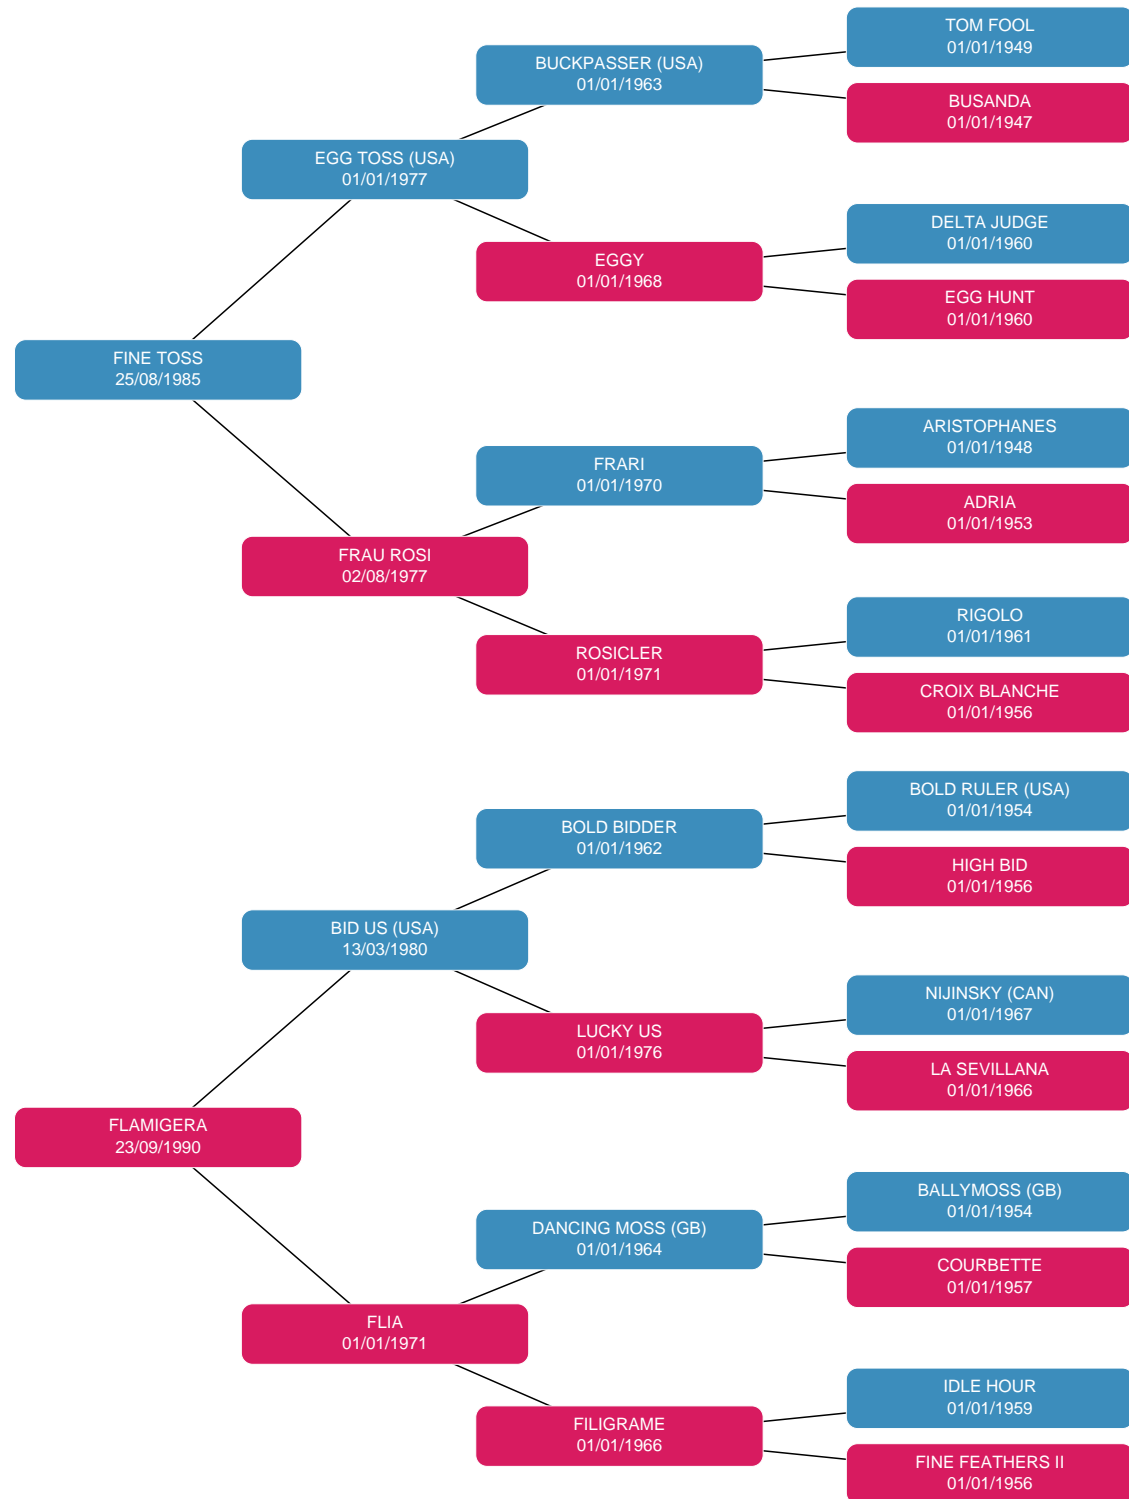 TOM FOOL
01/01/1949
BUCKPASSER (USA)
01/01/1963
BUSANDA
01/01/1947
EGG TOSS (USA)
01/01/1977
DELTA JUDGE
01/01/1960
EGGY
01/01/1968
EGG HUNT
01/01/1960
FINE TOSS
25/08/1985
ARISTOPHANES
01/01/1948
FRARI
01/01/1970
ADRIA
01/01/1953
FRAU ROSI
02/08/1977
RIGOLO
01/01/1961
ROSICLER
01/01/1971
CROIX BLANCHE
01/01/1956
BOLD RULER (USA)
01/01/1954
BOLD BIDDER
01/01/1962
HIGH BID
01/01/1956
BID US (USA)
13/03/1980
NIJINSKY (CAN)
01/01/1967
LUCKY US
01/01/1976
LA SEVILLANA
01/01/1966
FLAMIGERA
23/09/1990
BALLYMOSS (GB)
01/01/1954
DANCING MOSS (GB)
01/01/1964
COURBETTE
01/01/1957
FLIA
01/01/1971
IDLE HOUR
01/01/1959
FILIGRAME
01/01/1966
FINE FEATHERS II
01/01/1956